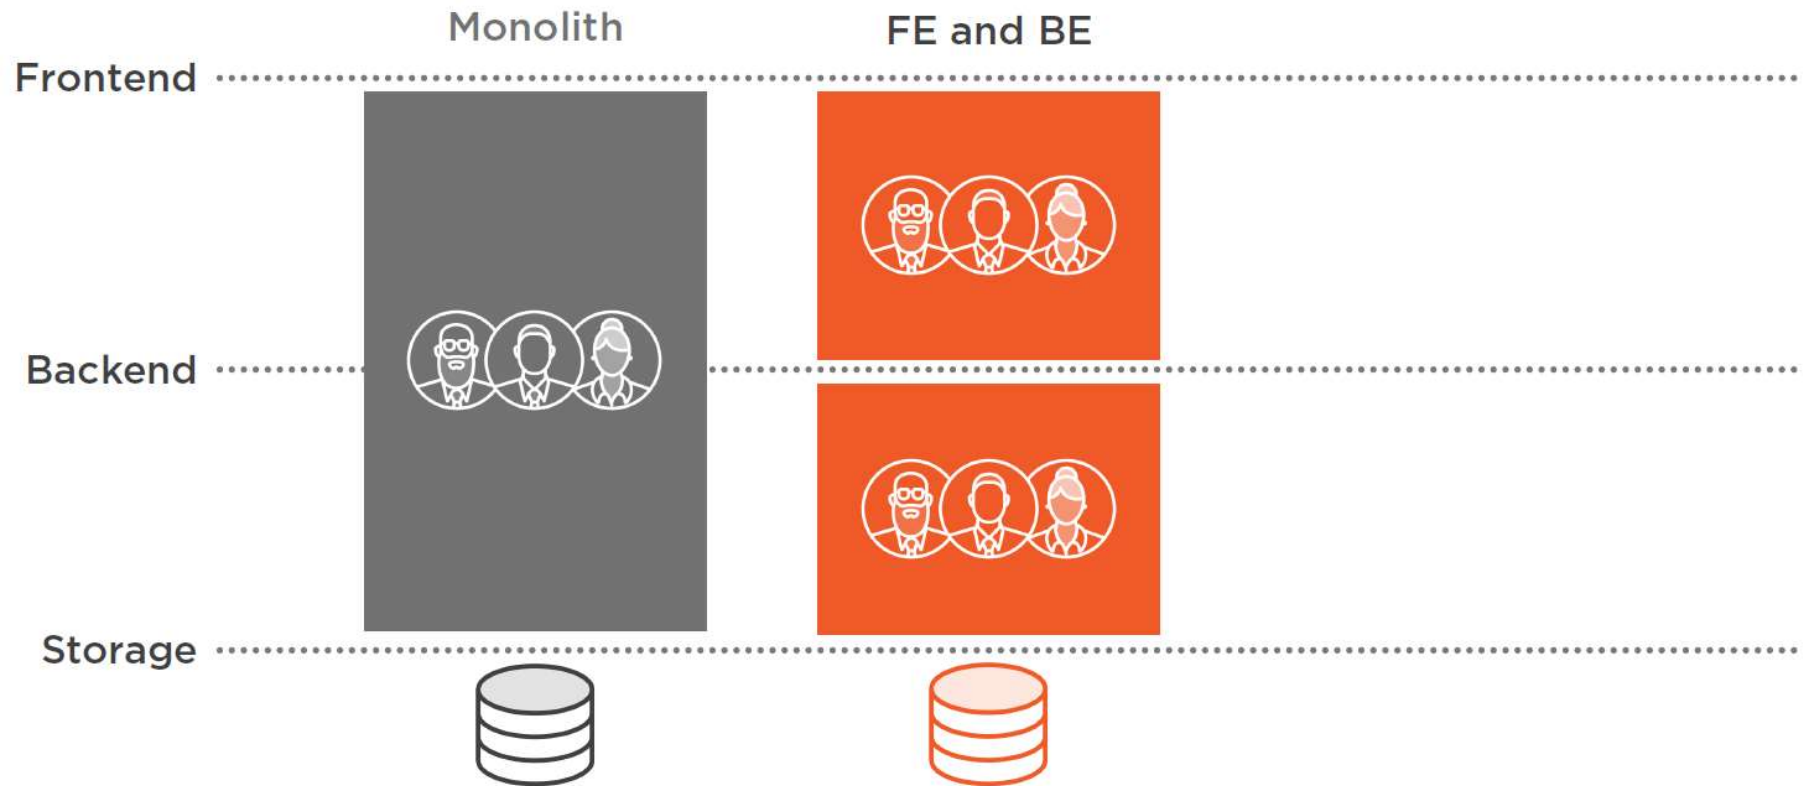 Monolith
FE and BE
Frontend
Backend
Storage